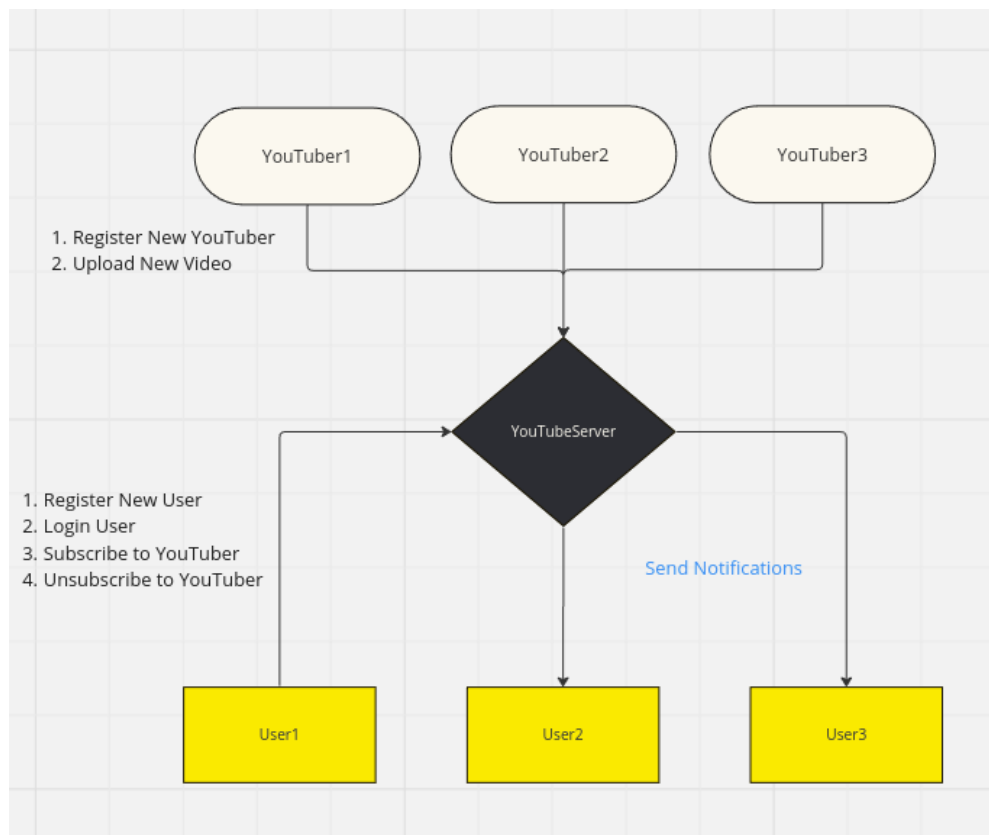 YouTuber1
YouTuber2
YouTuber3
1. Register New YouTuber
2. Upload New Video
YouTubeServer
1. Register New User
2. Login User
3. Subscribe to YouTuber
4. Unsubscribe to YouTuber
Send Notifications
User1
User2
User3